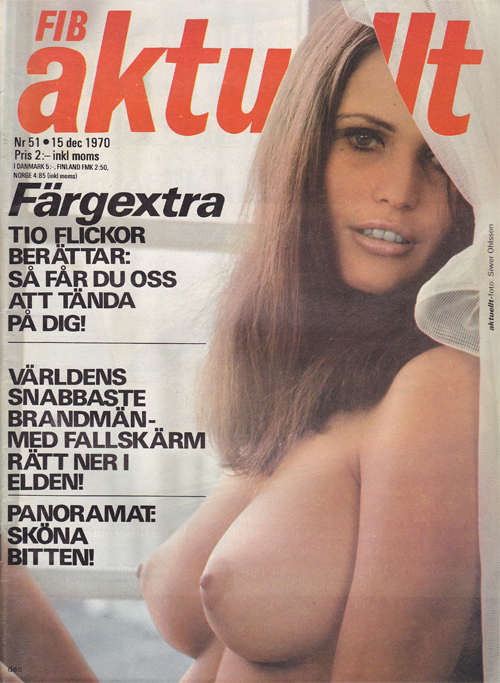 FIB
aktuellt
Nr 51 • 15 dec 1970
Pris 2:– inkl moms
I DANMARK 5:-, FINLAND FMK 2:50,
NORGE 4:85 (inkl moms)
Färgextra
TIO FLICKOR
BERÄTTAR:
SÅ FÅR DU OSS
ATT TÄNDA
PÅ DIG!
VÄRLDENS
SNABBASTE
BRANDMÄN-
MED FALLSKÄRM
RÄTT NER I
ELDEN!
PANORAMAT:
SKÖNA
BITTEN!
aktuellt-foto: Siwer Ohlsson